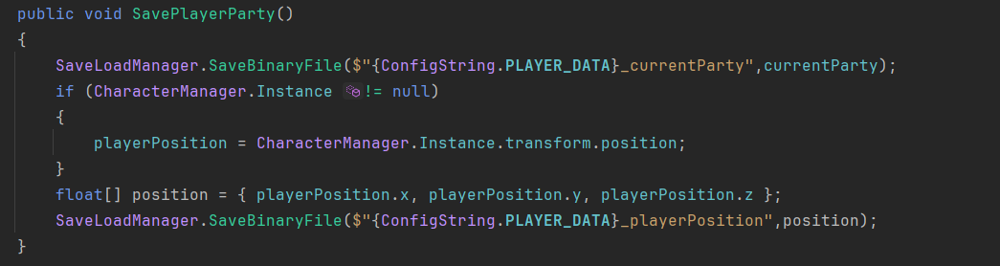 public void SavePlayerParty()
{
SaveLoadManager.SaveBinaryFile($"{ConfigString.PLAYER_DATA}_currentParty",currentParty);
if (CharacterManager.Instance != null)
{
playerPosition = CharacterManager.Instance.transform.position;
}
float[] position = { playerPosition.x, playerPosition.y, playerPosition.z };
SaveLoadManager.SaveBinaryFile($"{ConfigString.PLAYER_DATA}_playerPosition",position);
}